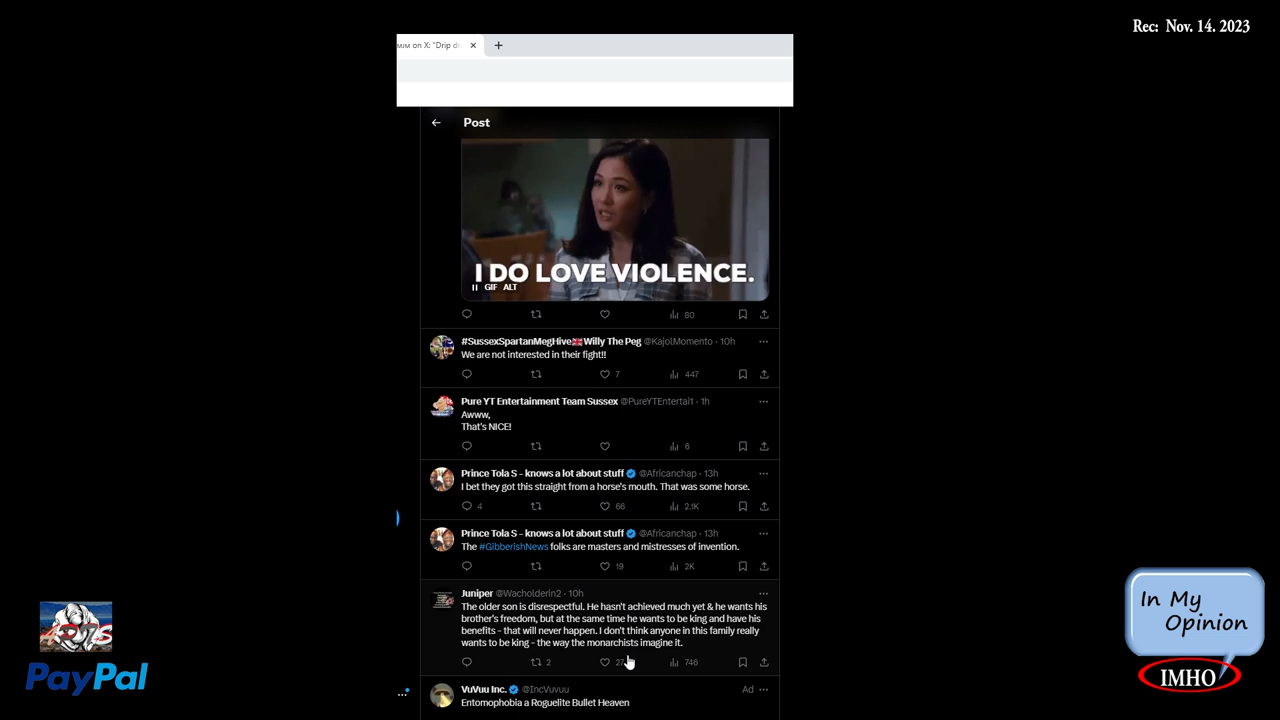 Rec: Nov. 14. 2023
on X: "Drip
Post
I DO LOVE VIOLENCE.
GIF ALT
80
#SussexSpartanMegHive🇬🇧Willy The Peg @KajolMomento · 10h
We are not interested in their fight!!
7 447
Pure YT Entertainment Team Sussex @PureYTEntertai1 · 1h
Awww,
That's NICE!
6
Prince Tola S - knows a lot about stuff @Africanchap · 13h
I bet they got this straight from a horse's mouth. That was some horse.
4 66 2.1K
Prince Tola S - knows a lot about stuff @Africanchap · 13h
The #GibberishNews folks are masters and mistresses of invention.
19 2K
Juniper @Wacholderin2 · 10h
The older son is disrespectful. He hasn't achieved much yet & he wants his
brother's freedom, but at the same time he wants to be king and have his
benefits - that will never happen. I don't think anyone in this family really
wants to be king - the way the monarchists imagine it.
2 746
VuVuu Inc. @IncVuvuu Ad
Entomophobia a Roguelite Bullet Heaven
PayPal
In My
Opinion
IMHO